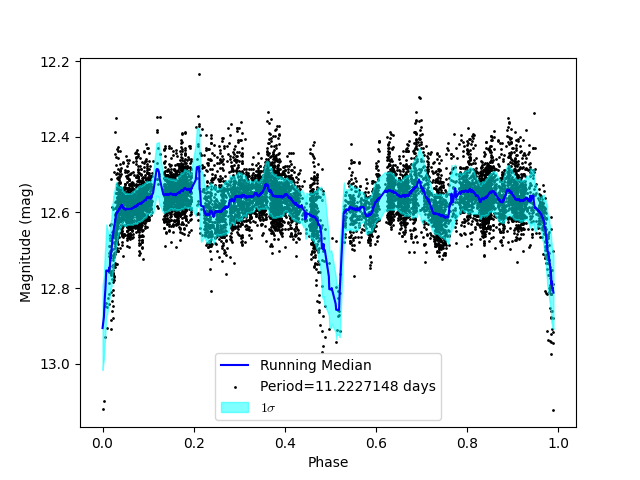 12.2
12.4
12.6
12.8
13.0
Magnitude (mag)
Running Median
Period=11.2227148 days
1σ
0.0 0.2 0.4 0.6 0.8 1.0
Phase